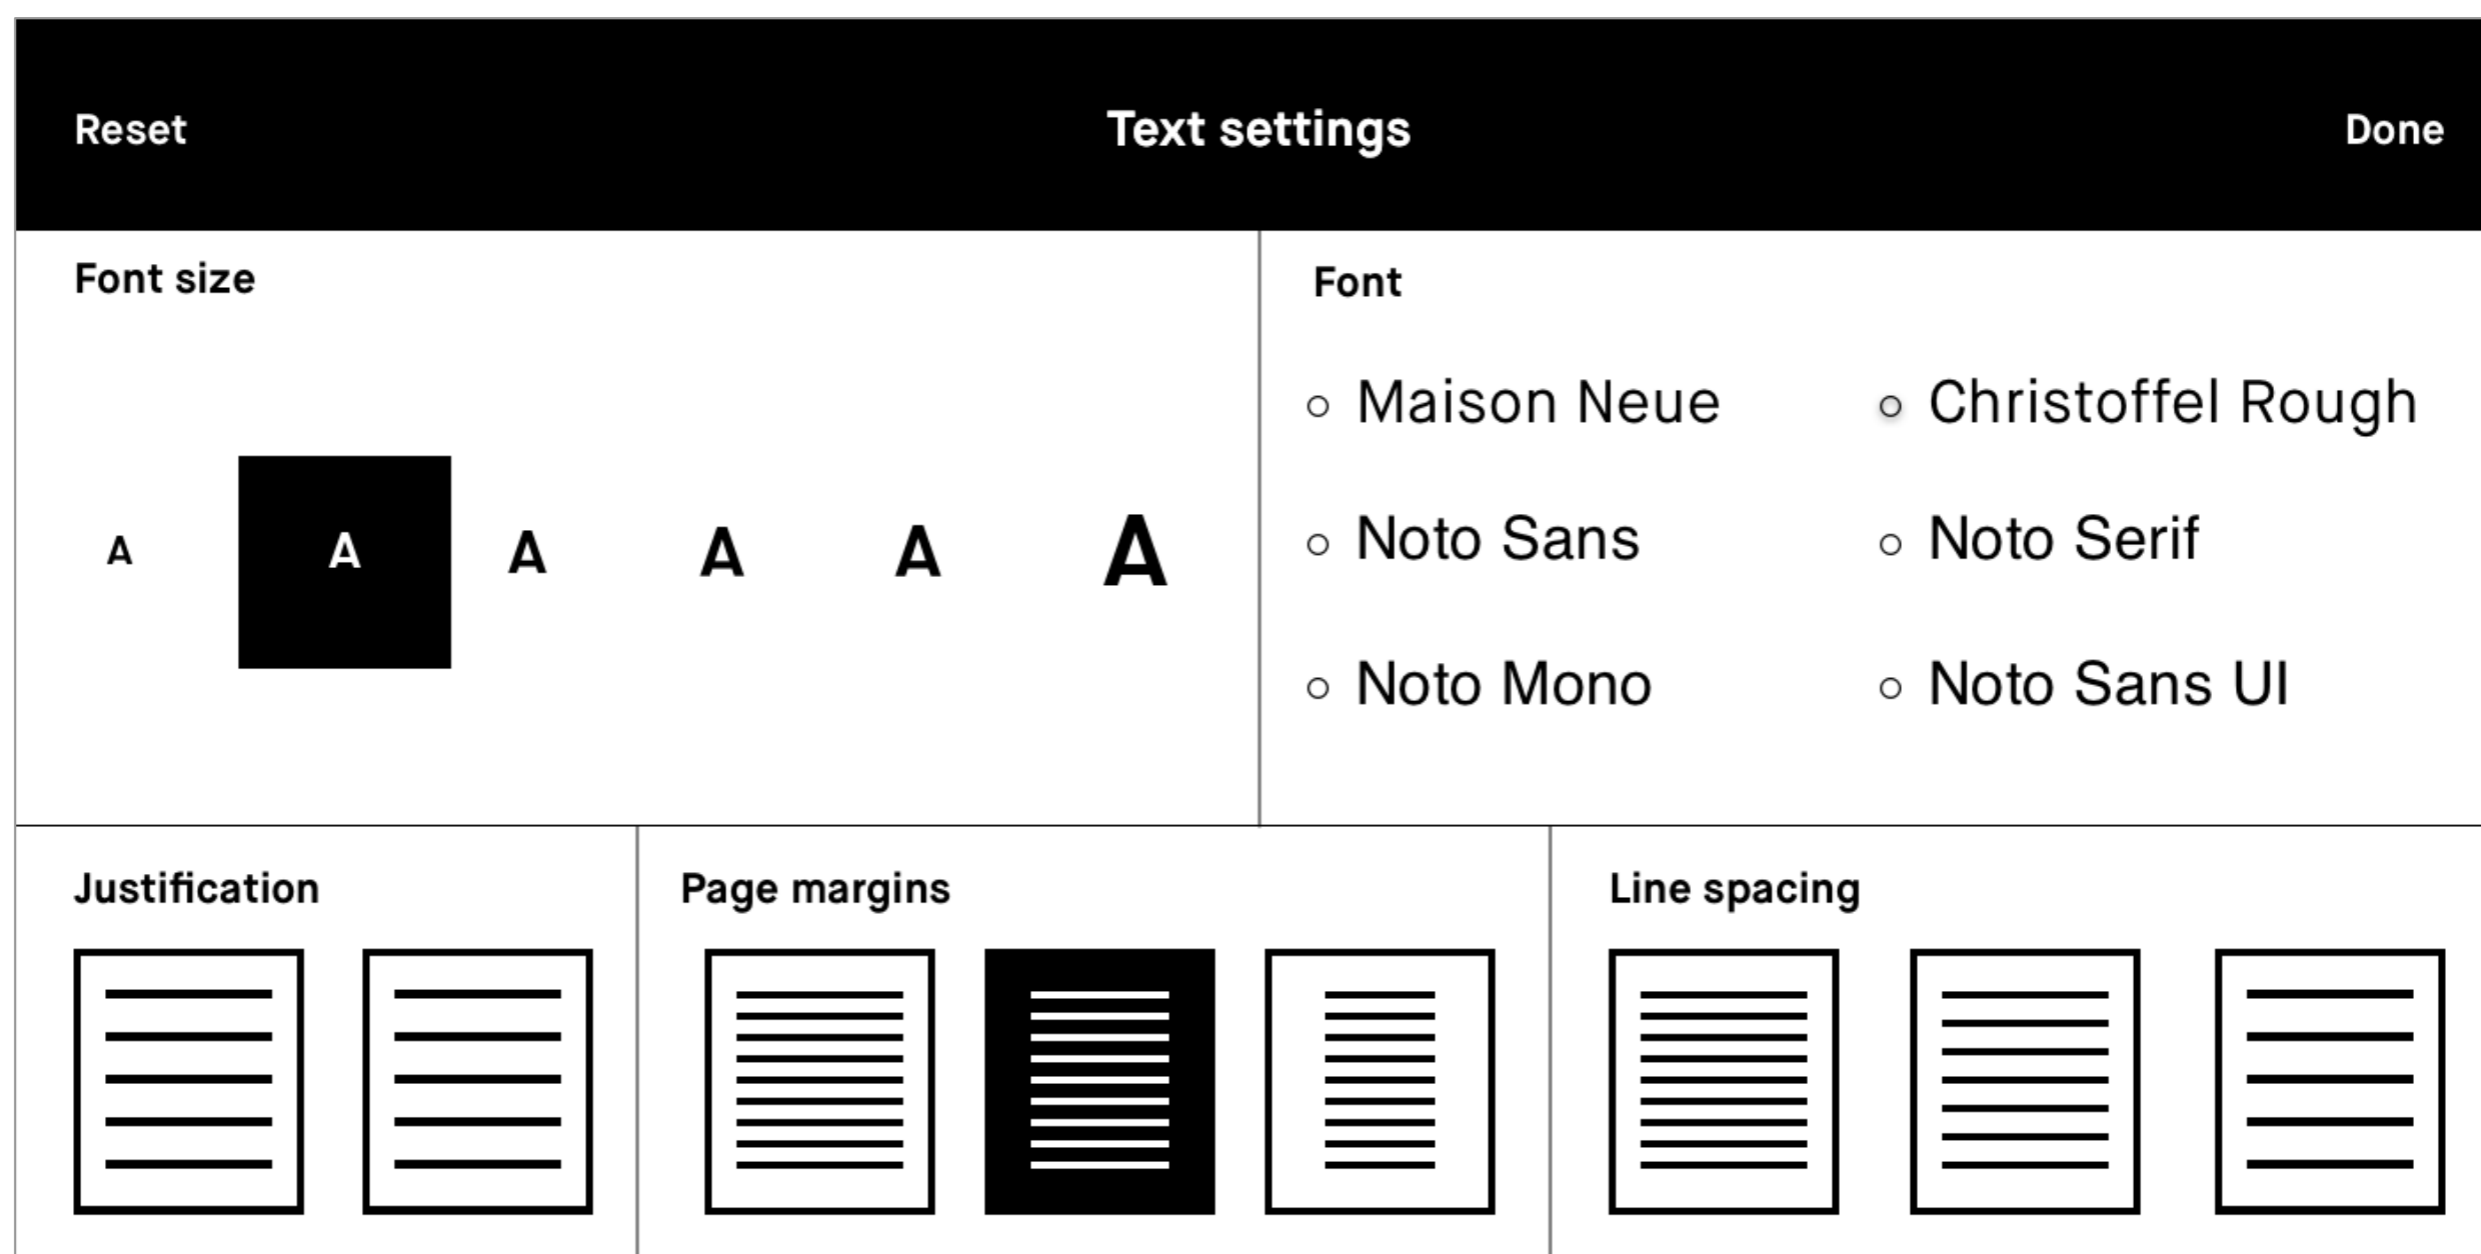 Reset
Text settings
Done
Font size
A A A A A A
Font
Maison Neue
Christoffel Rough
Noto Sans
Noto Serif
Noto Mono
Noto Sans UI
Justification
Page margins
Line spacing